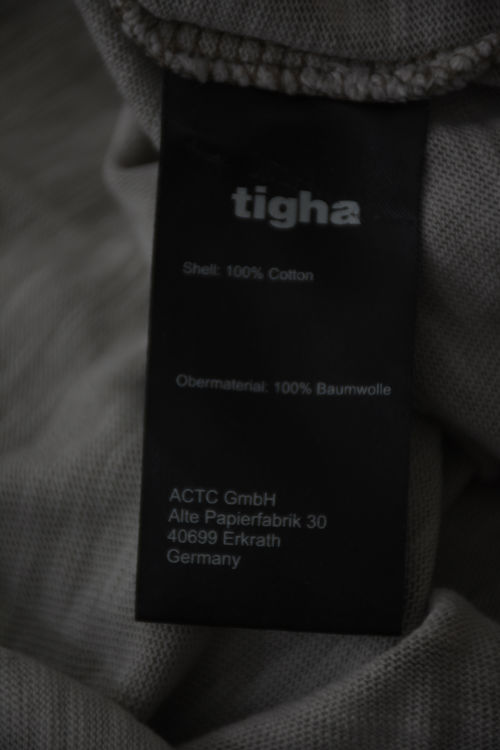 tigha
Shell: 100% Cotton
Obermaterial: 100% Baumwolle
ACTC GmbH
Alte Papierfabrik 30
40699 Erkrath
Germany